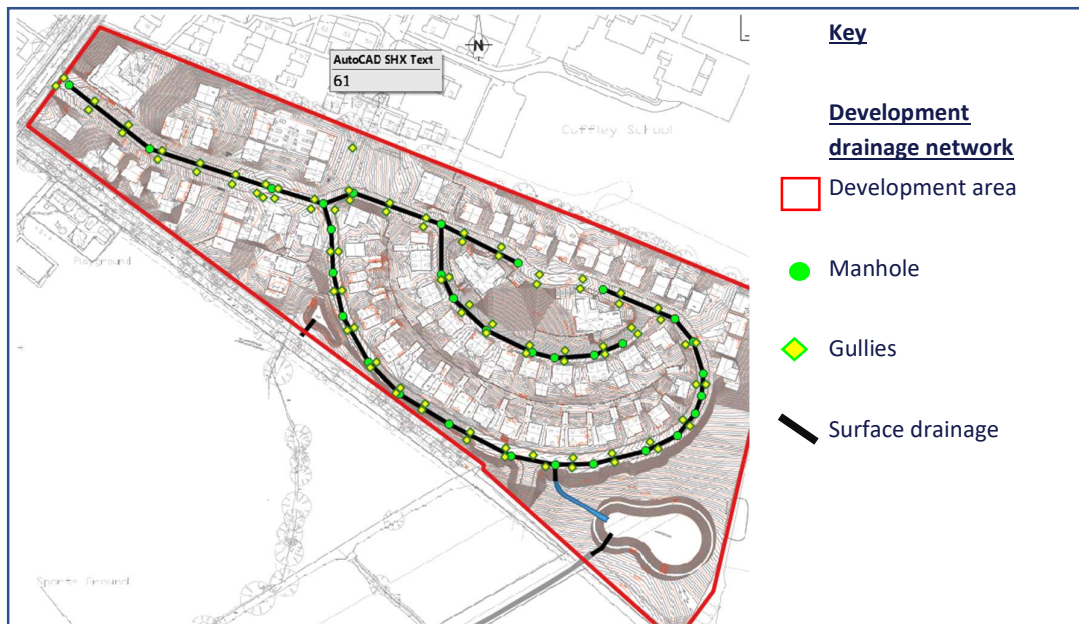 Key
AutoCAD SHX Text
61
N
Cuffley School
Development
drainage network
Development area
Manhole
Gullies
Surface drainage
Playground
Sports Ground